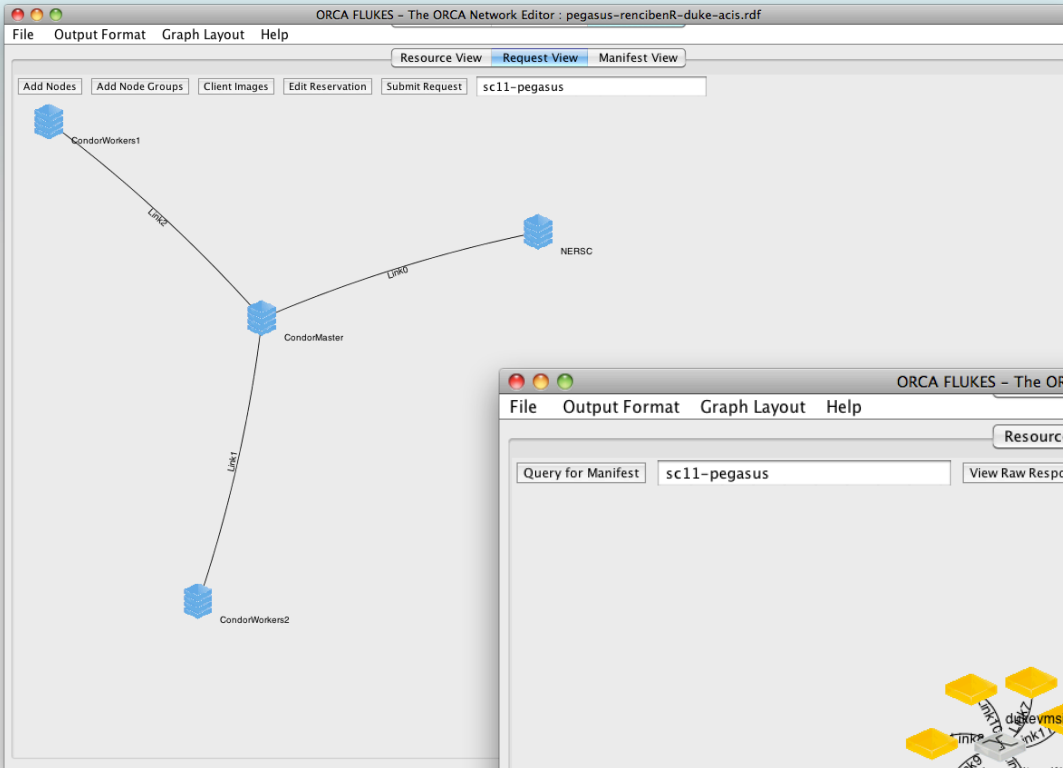 ORCA FLUKES – The ORCA Network Editor : pegasus-rencibenR-duke-acis.rdf
File Output Format Graph Layout Help
Resource View Request View Manifest View
Add Nodes Add Node Groups Client Images Edit Reservation Submit Request sc11-pegasus
CondorWorkers1
Link2
NERSC
Link0
CondorMaster
Link1
CondorWorkers2
ORCA FLUKES – The
File Output Format Graph Layout Help
Query for Manifest sc11-pegasus View Raw